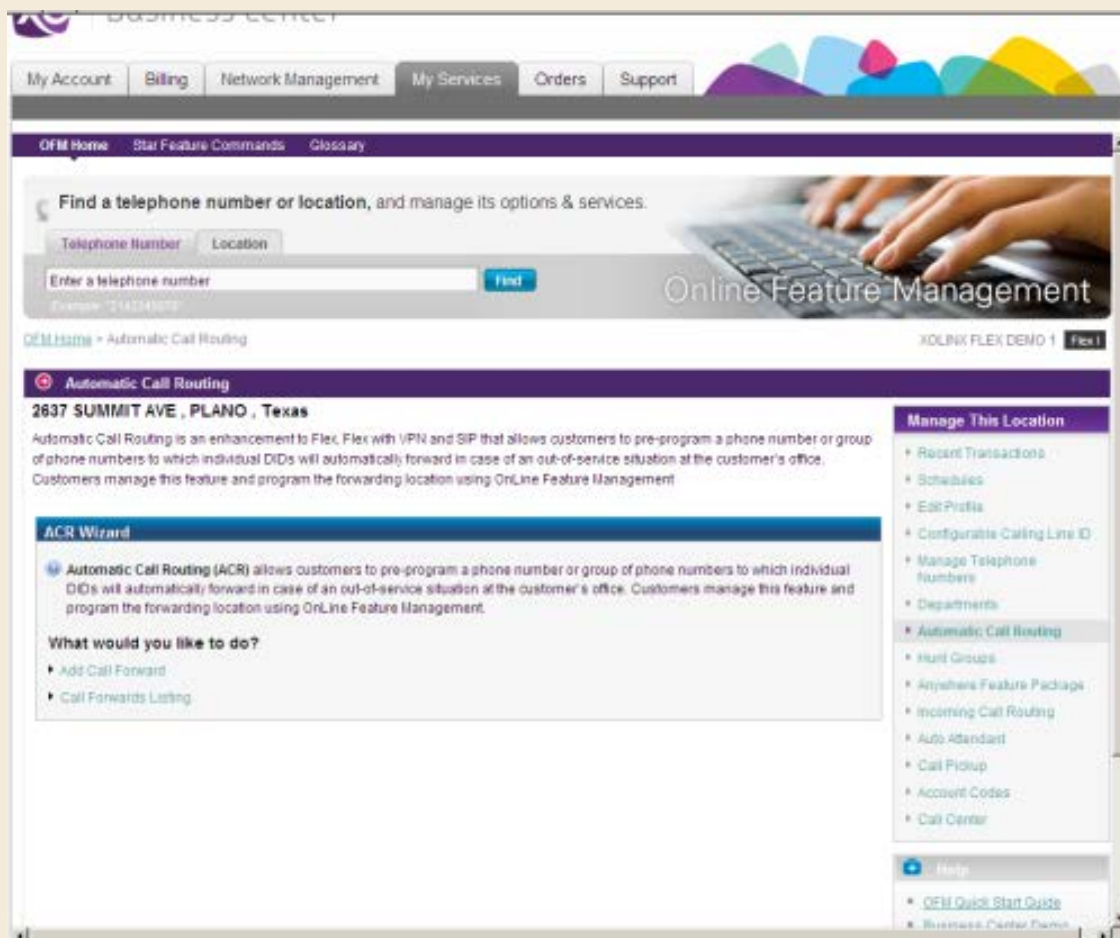 Business Center
My Account Billing Network Management My Services Orders Support
OFM Home Star Feature Commands Glossary
Find a telephone number or location, and manage its options & services.
Telephone Number Location
Enter a telephone number Find
Online Feature Management
OFM Home > Automatic Call Routing
XOLINX FLEX DEMO 1 Flex I
Automatic Call Routing
2637 SUMMIT AVE , PLANO , Texas
Automatic Call Routing is an enhancement to Flex, Flex with VPN and SIP that allows customers to pre-program a phone number or group
of phone numbers to which individual DIDs will automatically forward in case of an out-of-service situation at the customer's office.
Customers manage this feature and program the forwarding location using OnLine Feature Management
ACR Wizard
Automatic Call Routing (ACR) allows customers to pre-program a phone number or group of phone numbers to which individual
DIDs will automatically forward in case of an out-of-service situation at the customer's office. Customers manage this feature and
program the forwarding location using OnLine Feature Management.
What would you like to do?
Add Call Forward
Call Forwards Listing
Manage This Location
Recent Transactions
Schedules
Edit Profile
Configurable Calling Line ID
Manage Telephone
Numbers
Departments
Automatic Call Routing
Hunt Groups
Anywhere Feature Package
Incoming Call Routing
Auto Attendant
Call Pickup
Account Codes
Call Center
Help
OFM Quick Start Guide
Business Center Demo